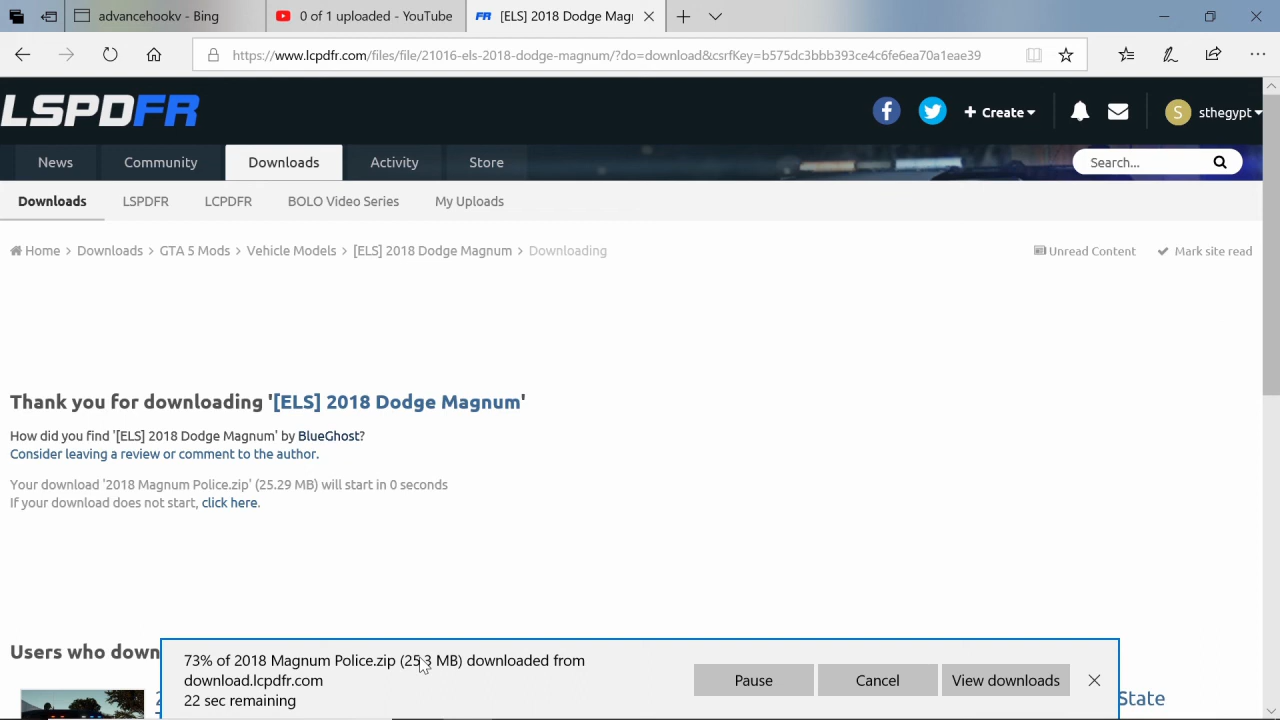 advancehookv - Bing
0 of 1 uploaded - YouTube
FR [ELS] 2018 Dodge Magn
https://www.lcpdfr.com/files/file/21016-els-2018-dodge-magnum/?do=download&csrfKey=b575dc3bbb393ce4c6fe6ea70a1eae39
LSPDFR
Create
S sthegypt
News Community Downloads Activity Store
Search...
Downloads LSPDFR LCPDFR BOLO Video Series My Uploads
Home > Downloads > GTA 5 Mods > Vehicle Models > [ELS] 2018 Dodge Magnum > Downloading
Unread Content Mark site read
Thank you for downloading '[ELS] 2018 Dodge Magnum'
How did you find '[ELS] 2018 Dodge Magnum' by BlueGhost?
Consider leaving a review or comment to the author.
Your download '2018 Magnum Police.zip' (25.29 MB) will start in 0 seconds
If your download does not start, click here.
Users who down
73% of 2018 Magnum Police.zip (25.3 MB) downloaded from
download.lcpdfr.com
22 sec remaining
Pause Cancel View downloads
State